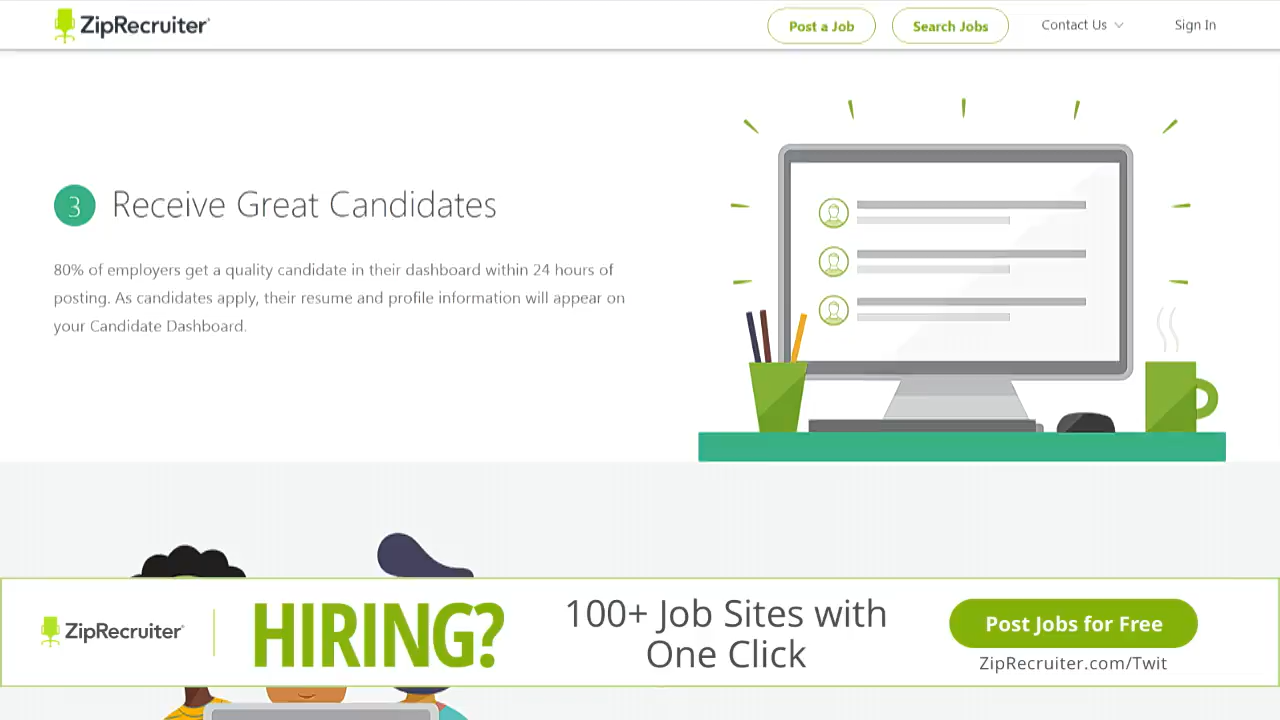 ZipRecruiter
Post a Job
Search Jobs
Contact Us
Sign In
3 Receive Great Candidates
80% of employers get a quality candidate in their dashboard within 24 hours of
posting. As candidates apply, their resume and profile information will appear on
your Candidate Dashboard.
ZipRecruiter
HIRING?
100+ Job Sites with
One Click
Post Jobs for Free
ZipRecruiter.com/Twit